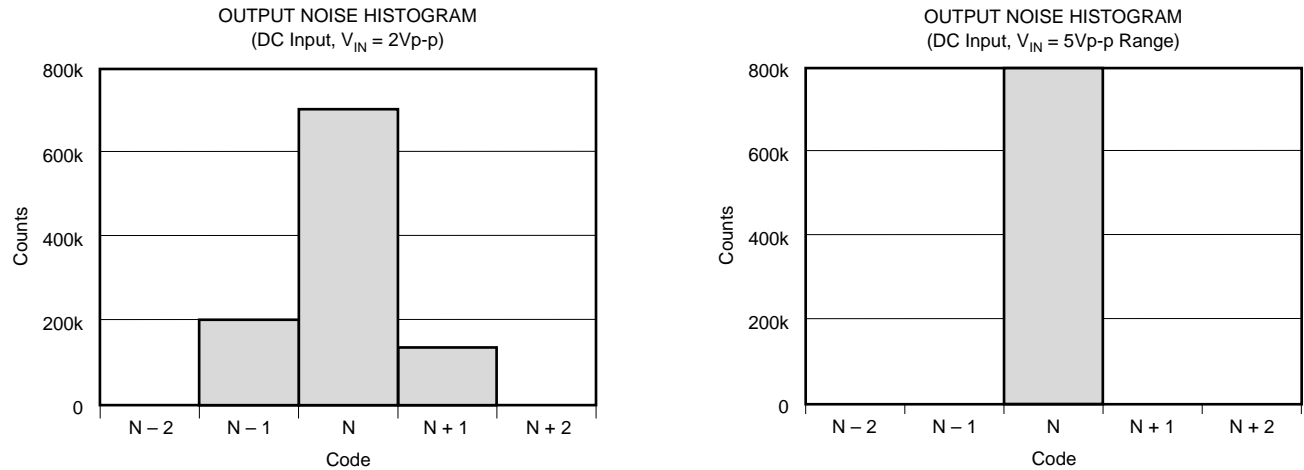 OUTPUT NOISE HISTOGRAM
(DC Input, V_IN = 2Vp-p)
800k
600k
400k
200k
0
Counts
N – 2 N – 1 N N + 1 N + 2
Code
OUTPUT NOISE HISTOGRAM
(DC Input, V_IN = 5Vp-p Range)
800k
600k
400k
200k
0
Counts
N – 2 N – 1 N N + 1 N + 2
Code